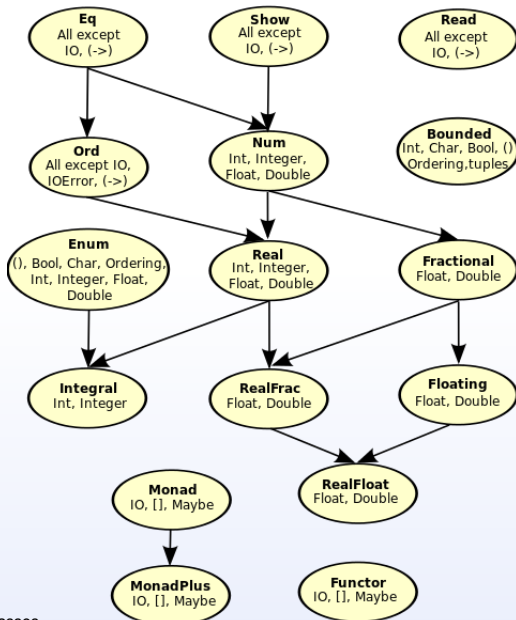 Eq
All except
IO, (->)
Show
All except
IO, (->)
Read
All except
IO, (->)
Ord
All except IO,
IOError, (->)
Num
Int, Integer,
Float, Double
Bounded
Int, Char, Bool, ()
Ordering,tuples
Enum
(), Bool, Char, Ordering,
Int, Integer, Float,
Double
Real
Int, Integer,
Float, Double
Fractional
Float, Double
Integral
Int, Integer
RealFrac
Float, Double
Floating
Float, Double
Monad
IO, [], Maybe
RealFloat
Float, Double
MonadPlus
IO, [], Maybe
Functor
IO, [], Maybe